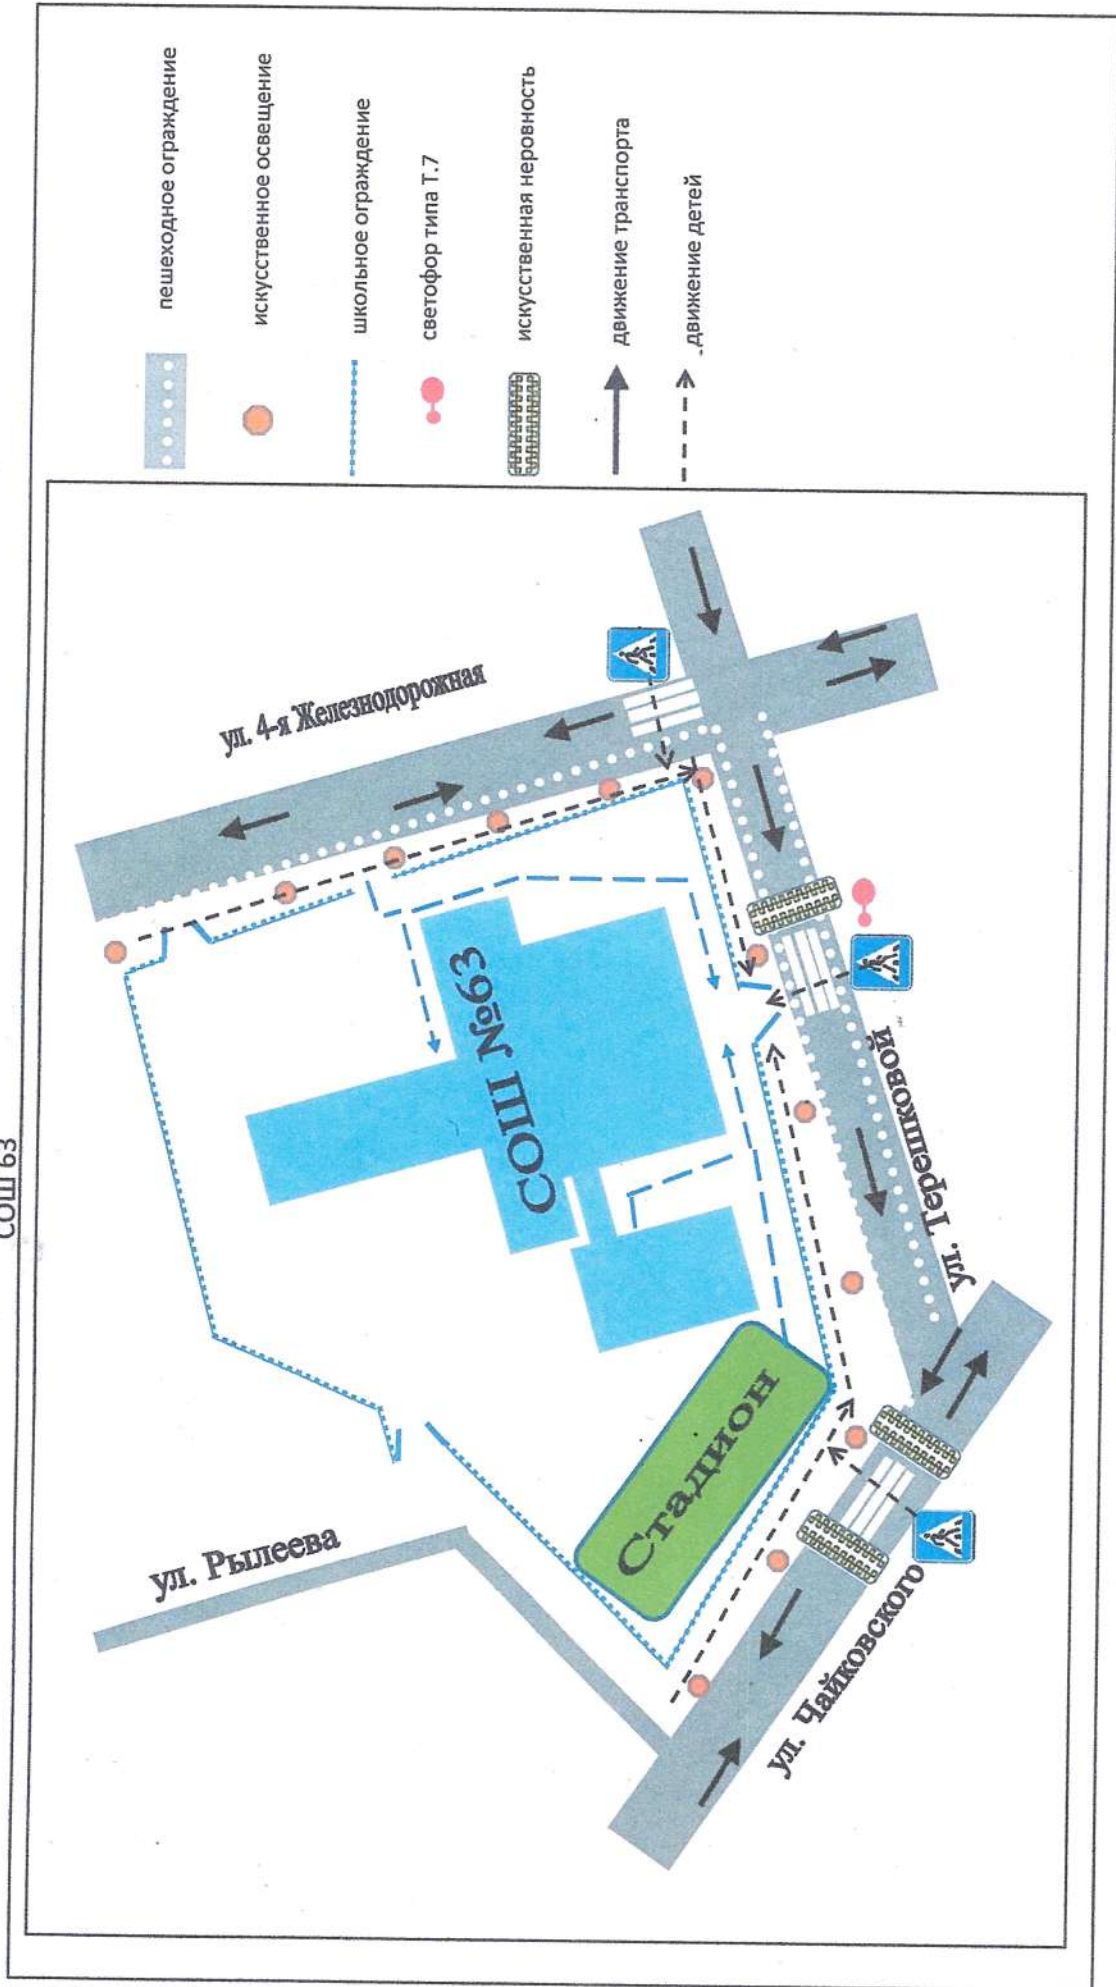 СОШ 63
ул. Рылеева
ул. 4-я Железнодорожная
СОШ №63
Стадион
ул. Чайковского
ул. Терешковой
пешеходное ограждение
искусственное освещение
школьное ограждение
светофор типа Т.7
искусственная неровность
движение транспорта
движение детей